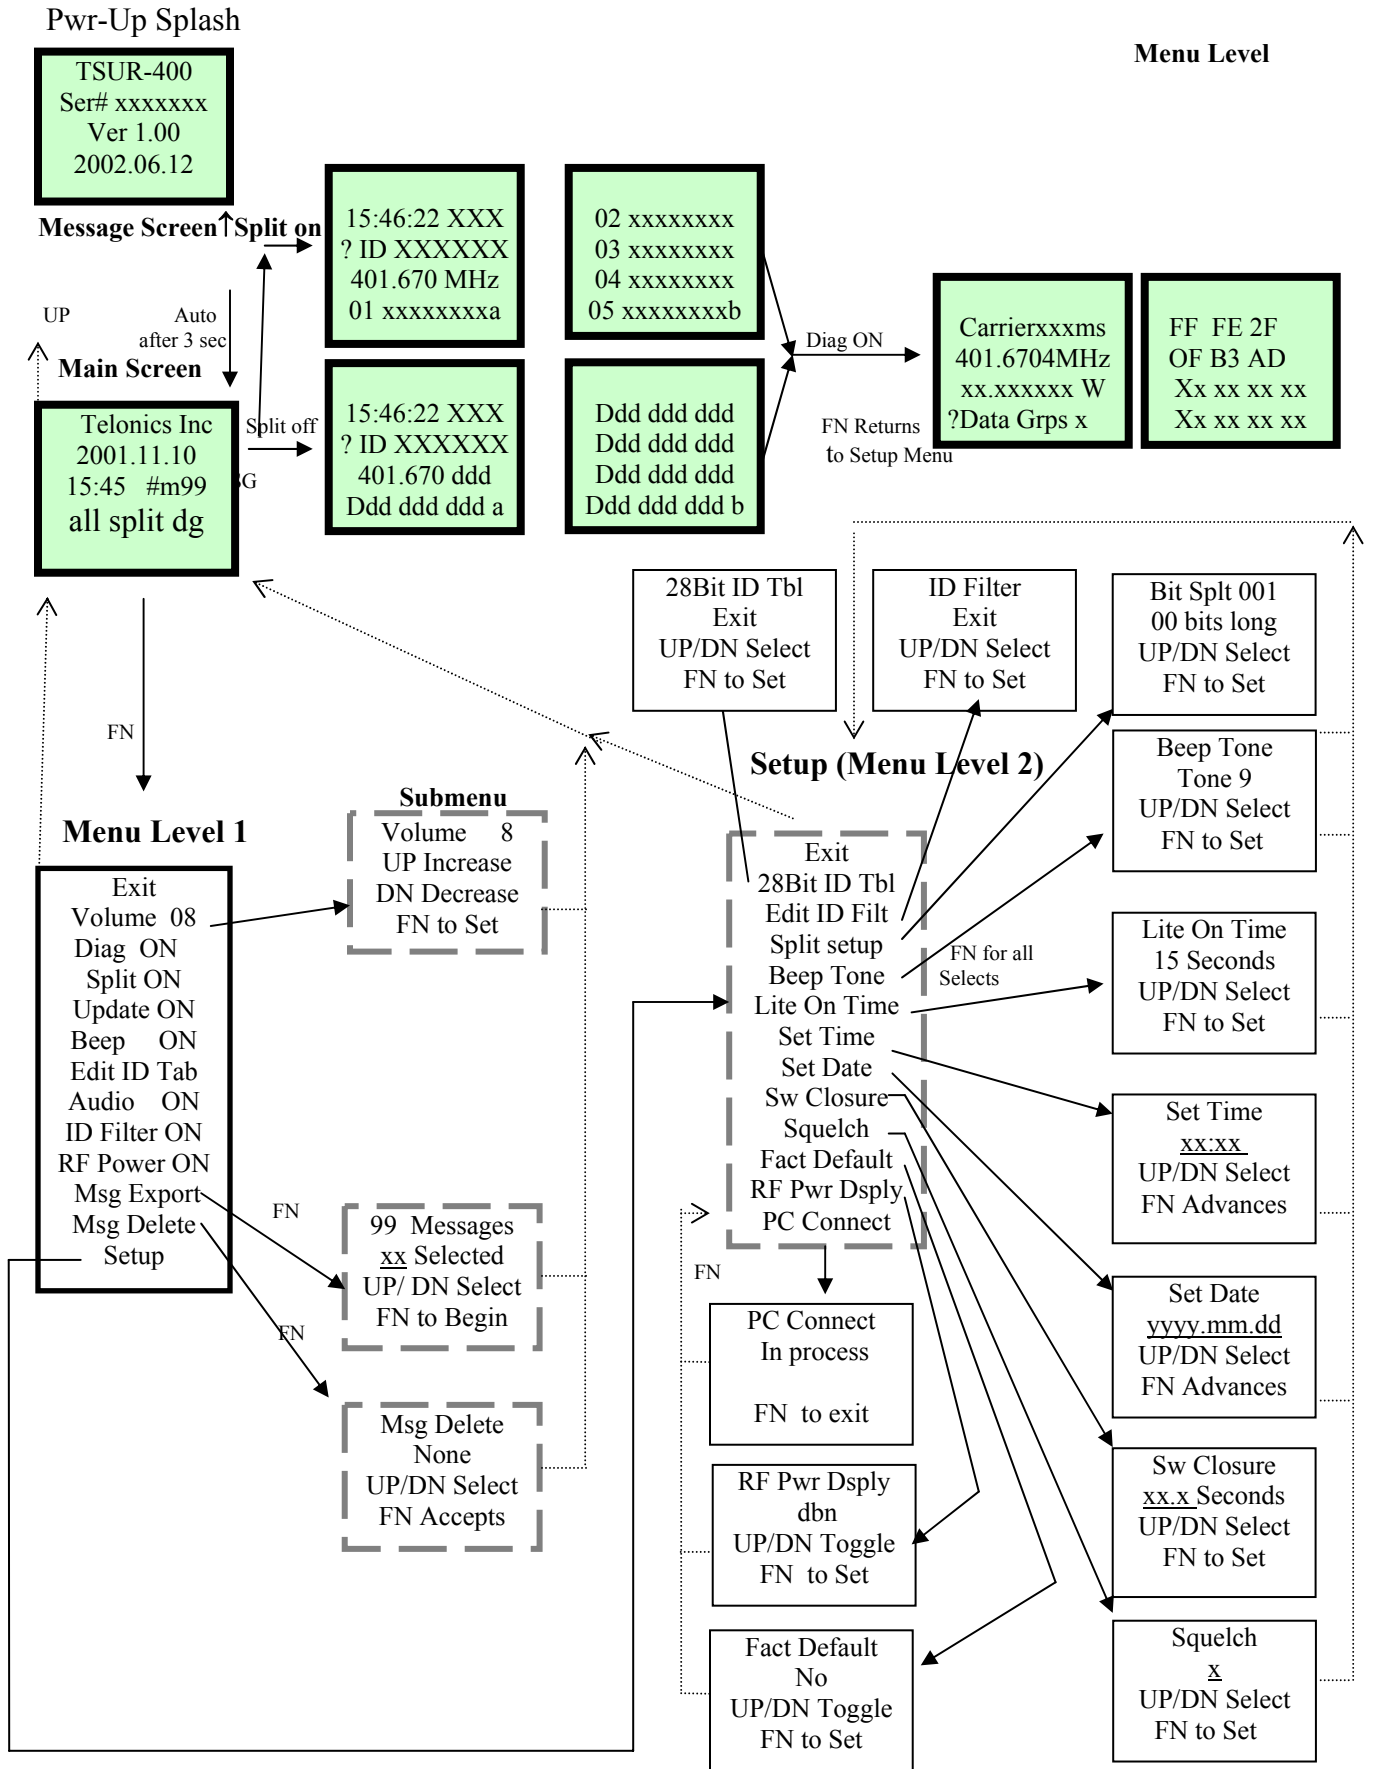 Pwr-Up Splash
Menu Level
TSUR-400
Ser# xxxxxxx
Ver 1.00
2002.06.12
Message Screen↑Split on
15:46:22 XXX
? ID XXXXXX
401.670 MHz
01 xxxxxxxxa
02 xxxxxxxx
03 xxxxxxxx
04 xxxxxxxx
05 xxxxxxxxb
UP
Auto
after 3 sec
Main Screen
Diag ON
Carrierxxxms
401.6704MHz
xx.xxxxxx W
?Data Grps x
FF FE 2F
OF B3 AD
Xx xx xx xx
Xx xx xx xx
Telonics Inc
2001.11.10
15:45 #m99
all split dg
Split off
15:46:22 XXX
? ID XXXXXX
401.670 ddd
Ddd ddd ddd a
Ddd ddd ddd
Ddd ddd ddd
Ddd ddd ddd
Ddd ddd ddd b
FN Returns
to Setup Menu
28Bit ID Tbl
Exit
UP/DN Select
FN to Set
ID Filter
Exit
UP/DN Select
FN to Set
Bit Splt 001
00 bits long
UP/DN Select
FN to Set
FN
Setup (Menu Level 2)
Beep Tone
Tone 9
UP/DN Select
FN to Set
Menu Level 1
Submenu
Volume 8
UP Increase
DN Decrease
FN to Set
Exit
Volume 08
Diag ON
Split ON
Update ON
Beep ON
Edit ID Tab
Audio ON
ID Filter ON
RF Power ON
Msg Export
Msg Delete
Setup
Exit
28Bit ID Tbl
Edit ID Filt
Split setup
Beep Tone
Lite On Time
Set Time
Set Date
Sw Closure
Squelch
Fact Default
RF Pwr Dsply
PC Connect
FN for all
Selects
Lite On Time
15 Seconds
UP/DN Select
FN to Set
Set Time
xx:xx
UP/DN Select
FN Advances
FN
99 Messages
xx Selected
UP/ DN Select
FN to Begin
FN
FN
PC Connect
In process
FN to exit
Set Date
yyyy.mm.dd
UP/DN Select
FN Advances
Msg Delete
None
UP/DN Select
FN Accepts
RF Pwr Dsply
dbn
UP/DN Toggle
FN to Set
Sw Closure
xx.x Seconds
UP/DN Select
FN to Set
Fact Default
No
UP/DN Toggle
FN to Set
Squelch
x
UP/DN Select
FN to Set